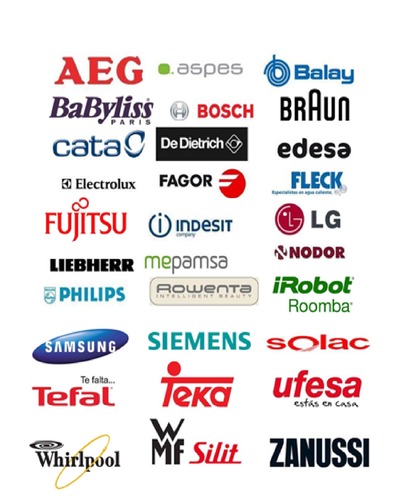 AEG
aspes
Balay
BaByliss
PARIS
BOSCH
BRAUN
cata
De Dietrich
edesa
Electrolux
FAGOR
FLECK
Especialistas en agua caliente.
FUJITSU
indesit
company
LG
LIEBHERR
mepamsa
NODOR
PHILIPS
Rowenta
INTELLIGENT BEAUTY
iRobot®
Roomba®
SAMSUNG
SIEMENS
solac
Te falta...
Tefal
Teka
ufesa
estás en casa
Whirlpool
WMF Silit
ZANUSSI